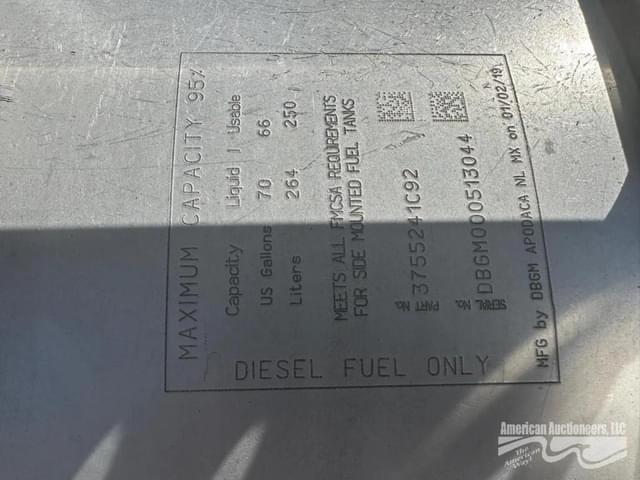 MAXIMUM CAPACITY 95%
Capacity Liquid | Usable
US Gallons 70 66
Liters 264 250
MEETS ALL FMCSA REQUIREMENTS
FOR SIDE MOUNTED FUEL TANKS
PART No. 3755241C92
SERIAL No. DBGM000513044
MFG by DBGM APODACA NL MX on 01/02/19
DIESEL FUEL ONLY
American Auctioneers, LLC
The American Way!